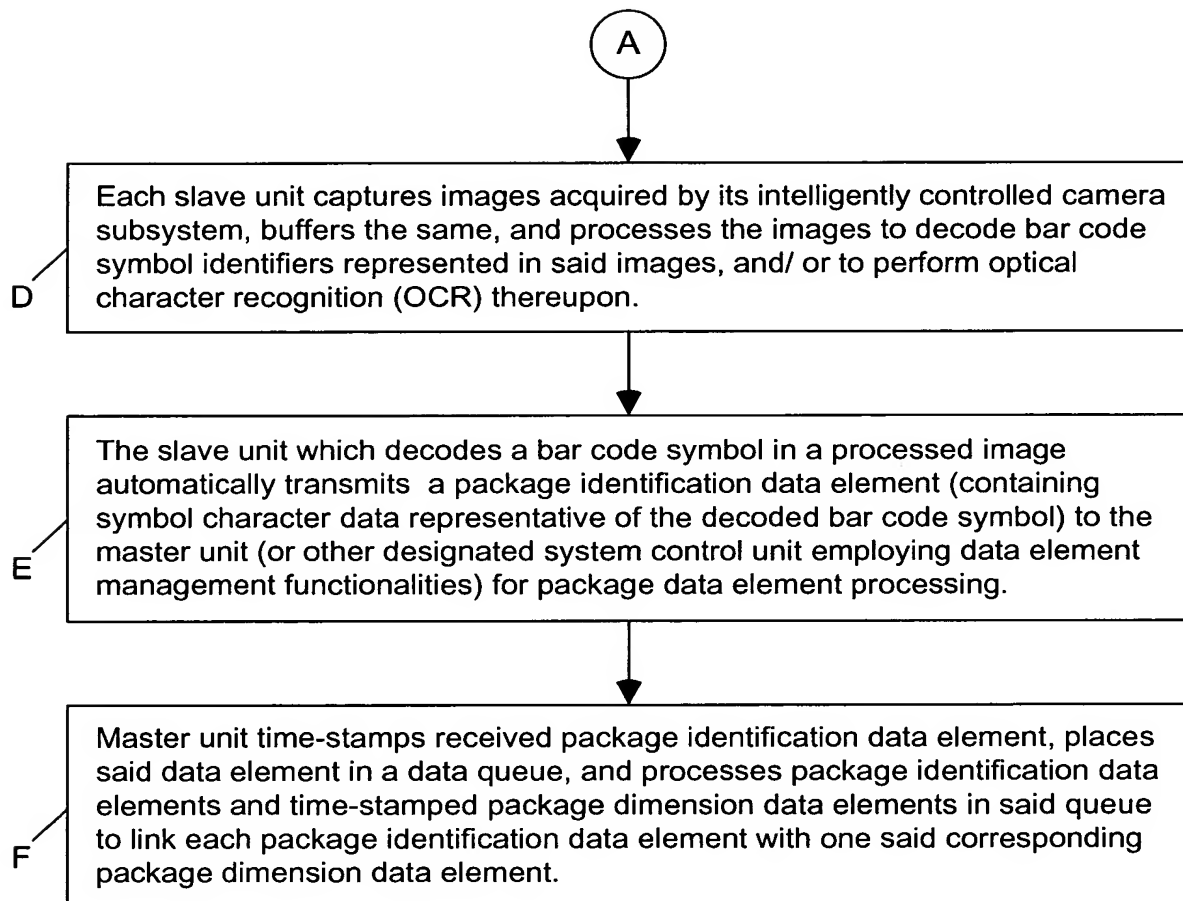 A
Each slave unit captures images acquired by its intelligently controlled camera
subsystem, buffers the same, and processes the images to decode bar code
symbol identifiers represented in said images, and/ or to perform optical
character recognition (OCR) thereupon.
D
The slave unit which decodes a bar code symbol in a processed image
automatically transmits a package identification data element (containing
symbol character data representative of the decoded bar code symbol) to the
master unit (or other designated system control unit employing data element
management functionalities) for package data element processing.
E
Master unit time-stamps received package identification data element, places
said data element in a data queue, and processes package identification data
elements and time-stamped package dimension data elements in said queue
to link each package identification data element with one said corresponding
package dimension data element.
F